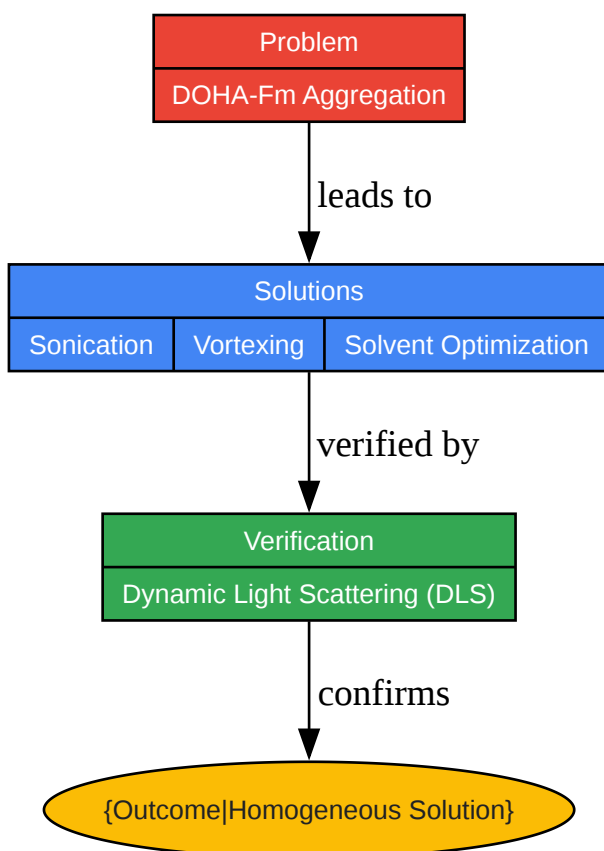 Problem
DOHA-Fm Aggregation
leads to
Solutions
Sonication Vortexing Solvent Optimization
verified by
Verification
Dynamic Light Scattering (DLS)
confirms
{Outcome|Homogeneous Solution}